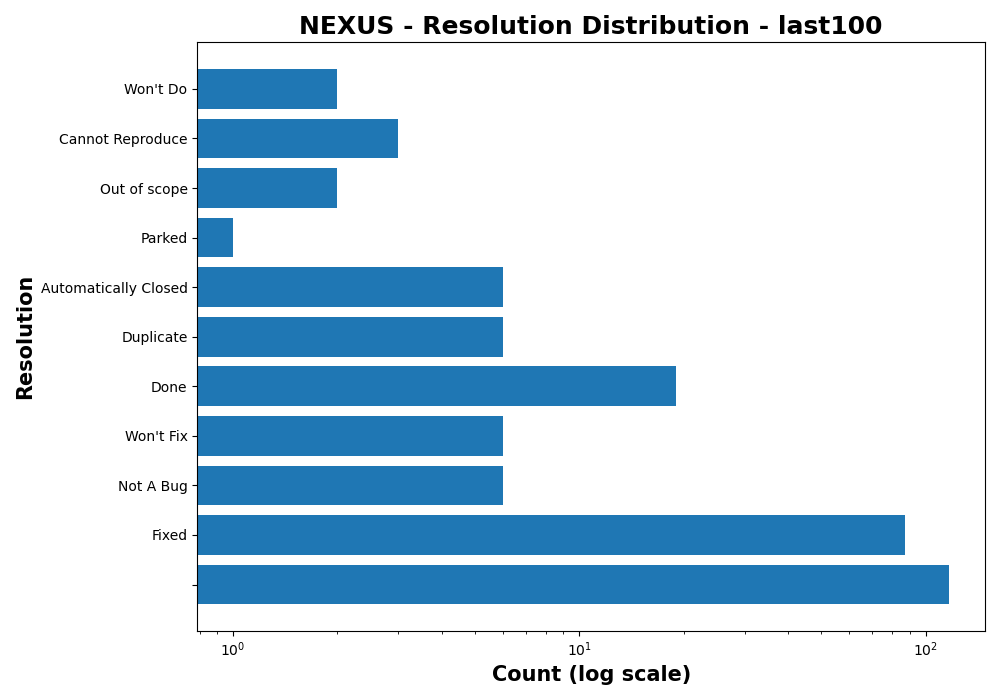 NEXUS - Resolution Distribution - last100
Resolution
Won't Do
Cannot Reproduce
Out of scope
Parked
Automatically Closed
Duplicate
Done
Won't Fix
Not A Bug
Fixed
10⁰ 10¹ 10²
Count (log scale)